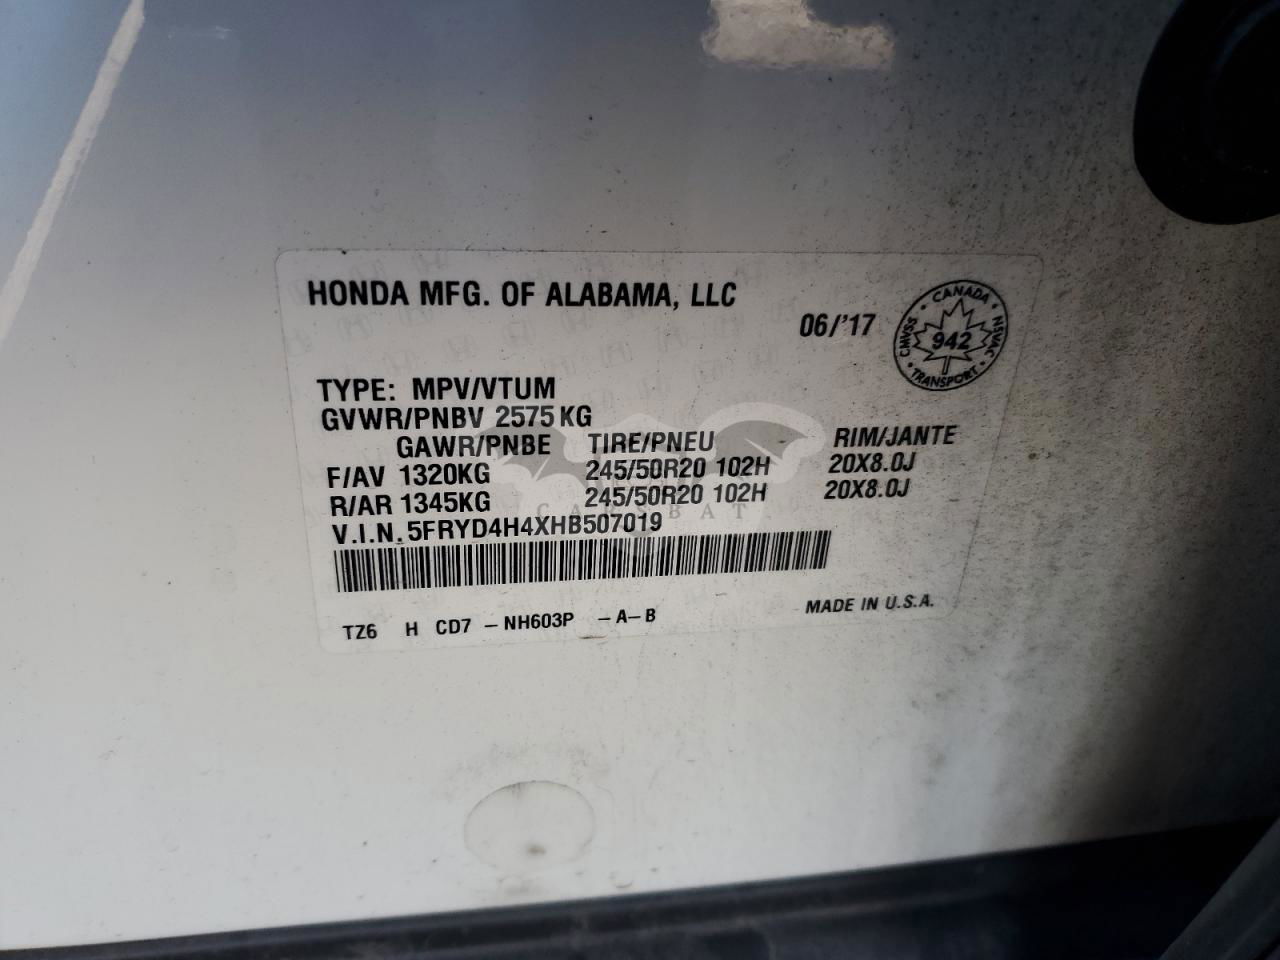 HONDA MFG. OF ALABAMA, LLC
06/'17
CANADA
CMVSS
942
NSVAC
TRANSPORT
TYPE: MPV/VTUM
GVWR/PNBV 2575 KG
GAWR/PNBE TIRE/PNEU RIM/JANTE
F/AV 1320KG 245/50R20 102H 20X8.0J
R/AR 1345KG 245/50R20 102H 20X8.0J
CARSBAT
V.I.N. 5FRYD4H4XHB507019
TZ6 H CD7 – NH603P – A – B MADE IN U.S.A.